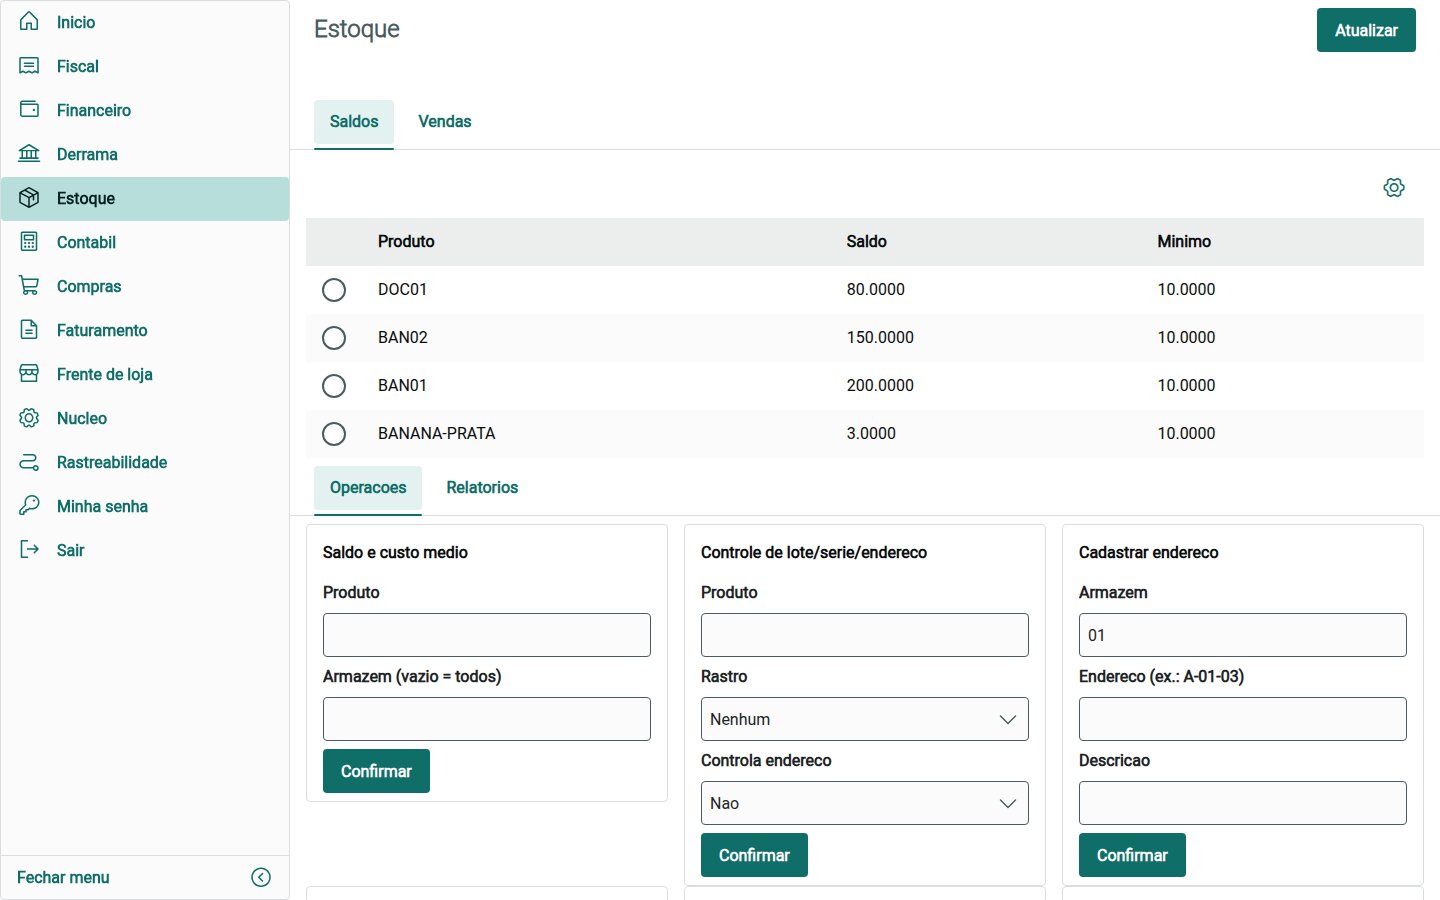 Inicio
Fiscal
Financeiro
Derrama
Estoque
Contabil
Compras
Faturamento
Frente de loja
Nucleo
Rastreabilidade
Minha senha
Sair
Fechar menu
Estoque
Atualizar
Saldos Vendas
Produto Saldo Minimo
DOC01 80.0000 10.0000
BAN02 150.0000 10.0000
BAN01 200.0000 10.0000
BANANA-PRATA 3.0000 10.0000
Operacoes Relatorios
Saldo e custo medio
Produto
Armazem (vazio = todos)
Confirmar
Controle de lote/serie/endereco
Produto
Rastro
Nenhum
Controla endereco
Nao
Confirmar
Cadastrar endereco
Armazem
01
Endereco (ex.: A-01-03)
Descricao
Confirmar